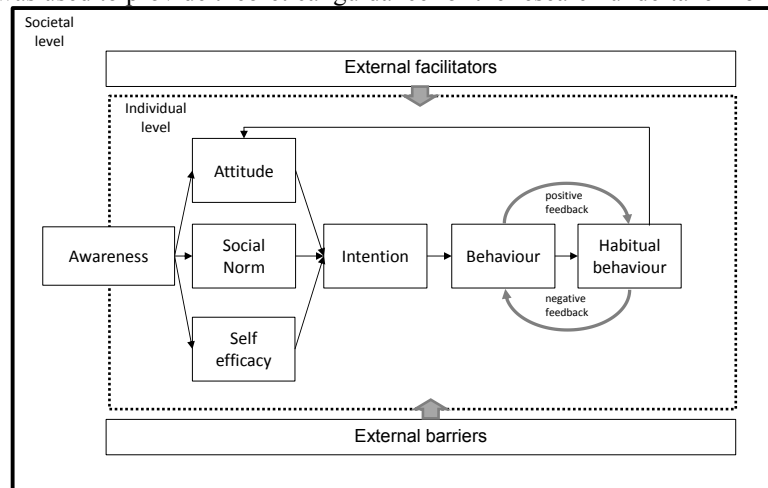 Societal
level
External facilitators
Individual
level
Attitude
positive
feedback
Awareness
Social
Norm
Intention
Behaviour
Habitual
behaviour
negative
feedback
Self
efficacy
External barriers